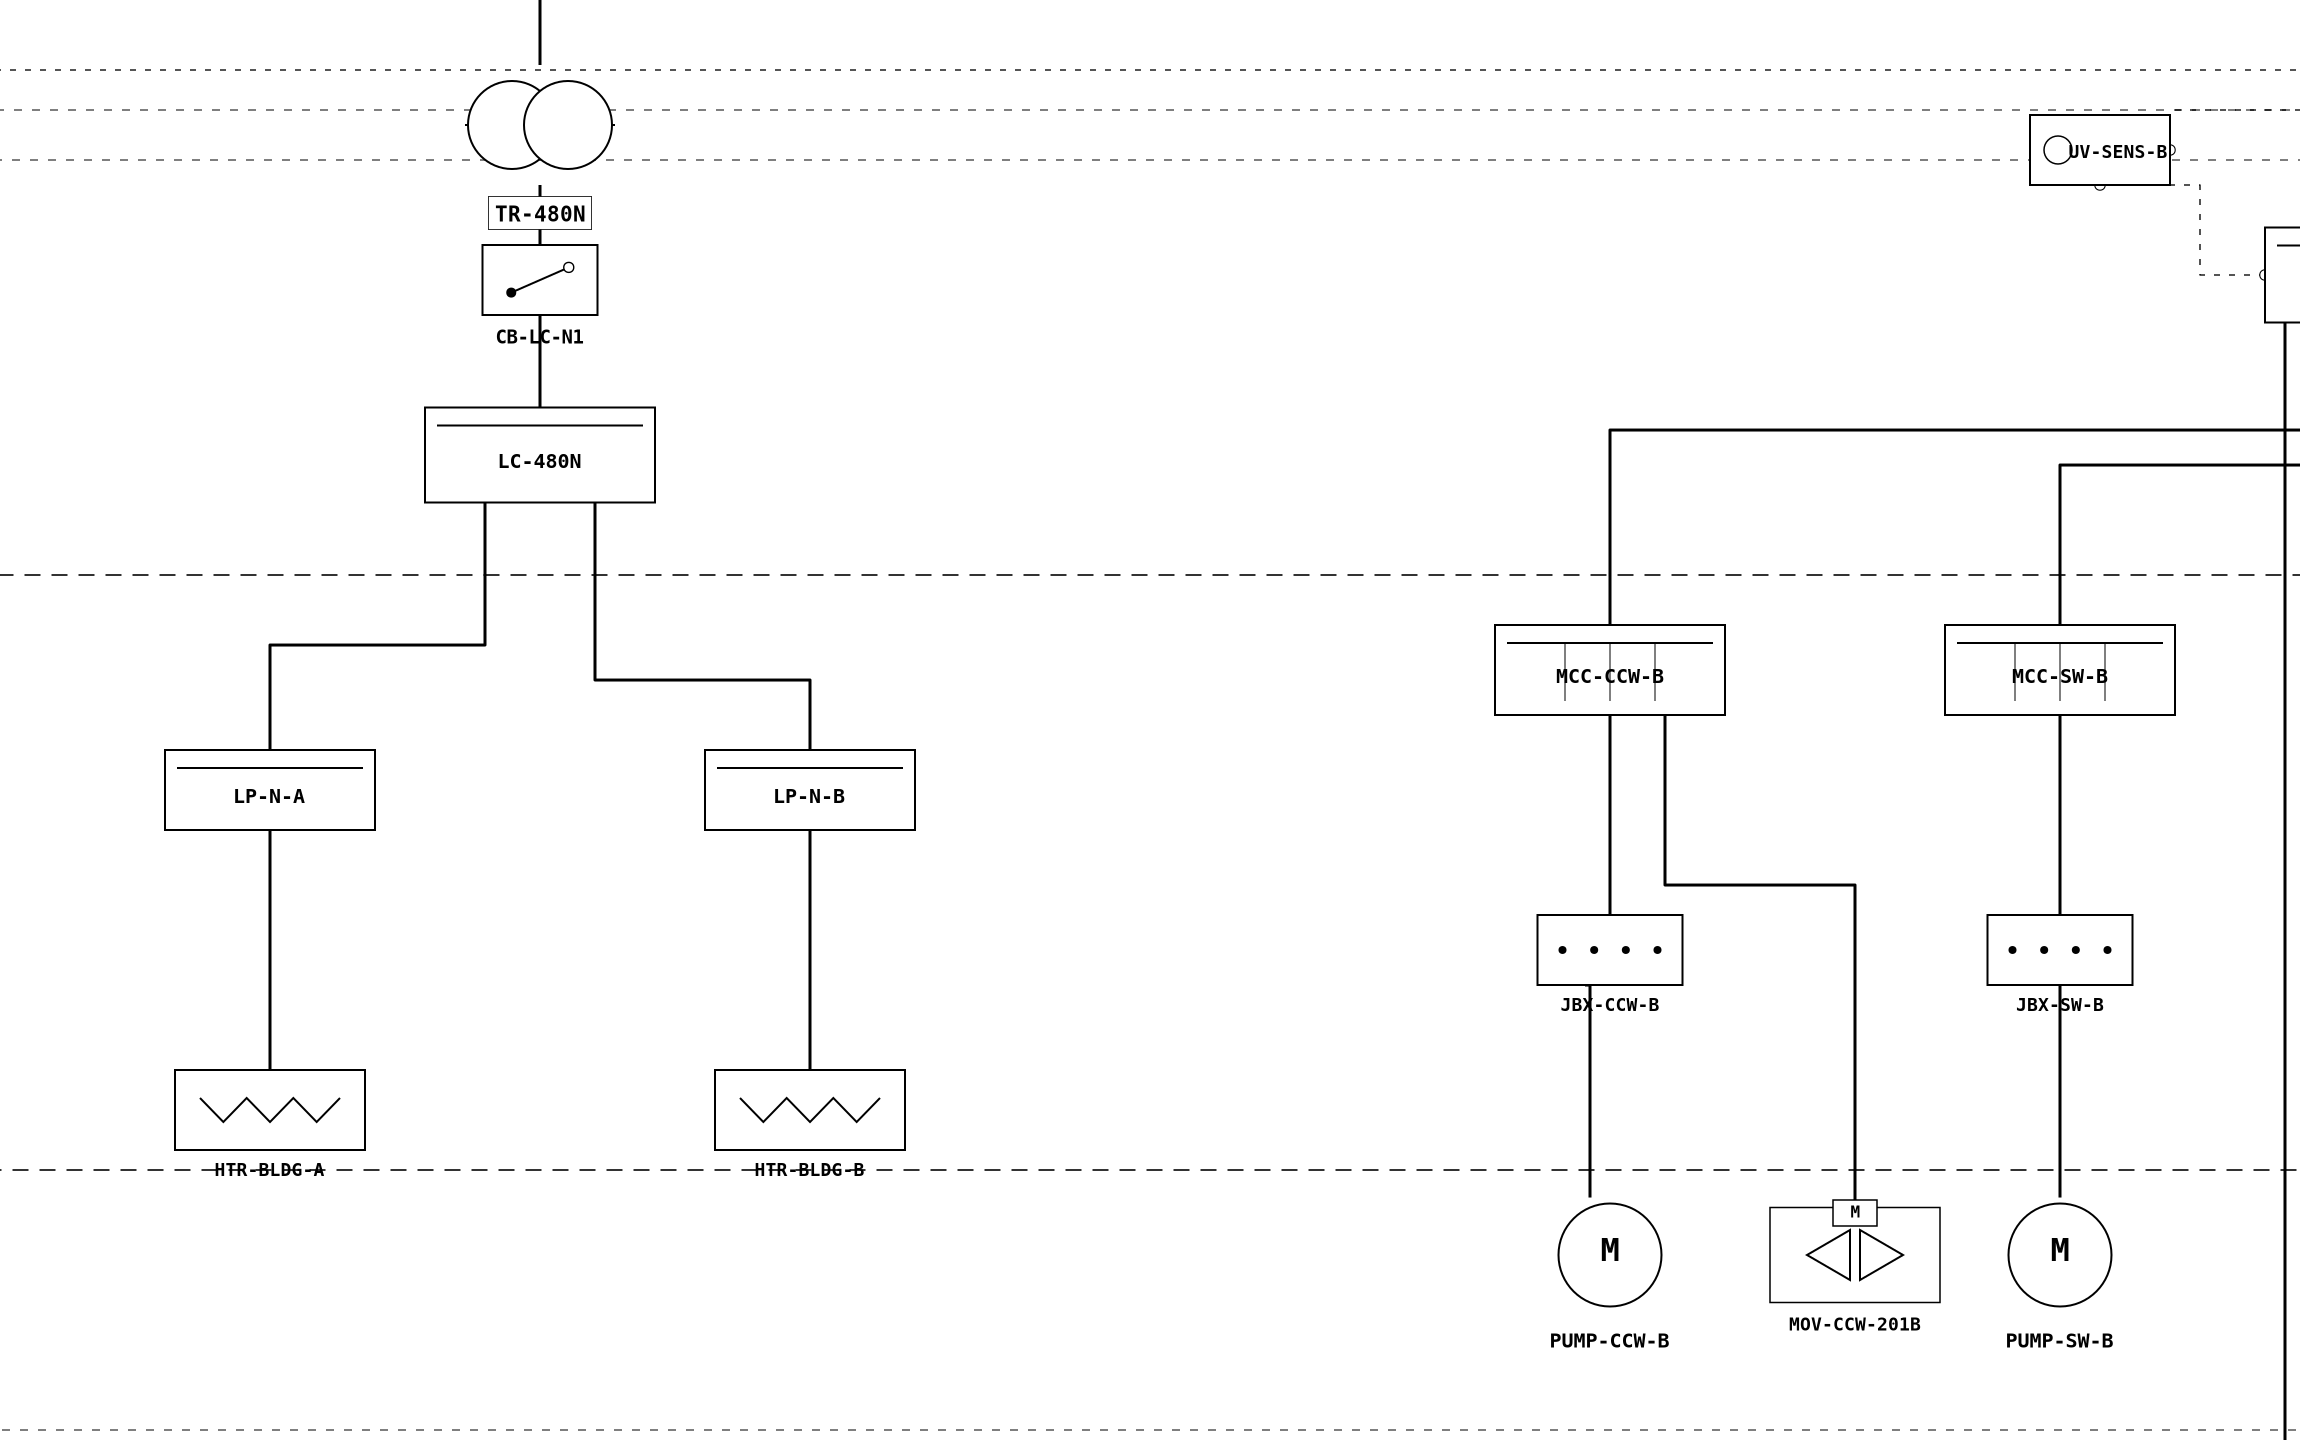 UV-SENS-B
TR-480N
CB-LC-N1
LC-480N
MCC-CCW-B
MCC-SW-B
LP-N-A
LP-N-B
JBX-CCW-B
JBX-SW-B
HTR-BLDG-A
HTR-BLDG-B
M
M
M
MOV-CCW-201B
PUMP-CCW-B
PUMP-SW-B